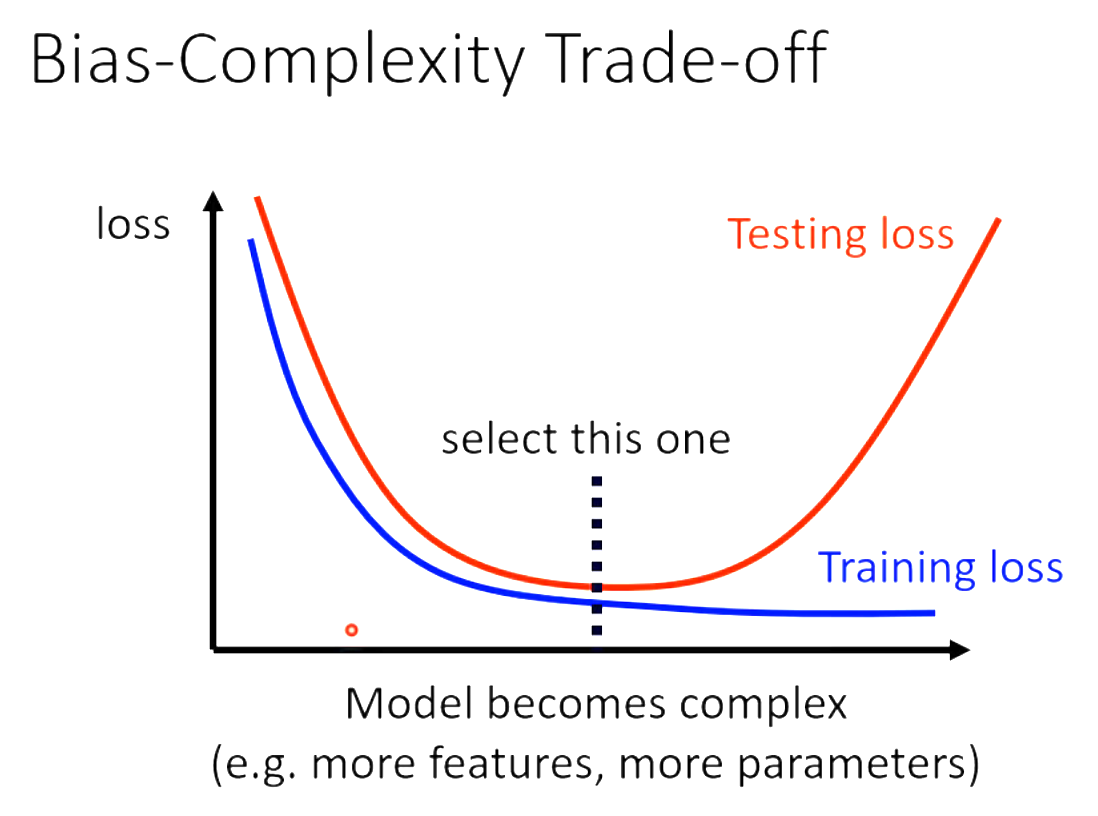 Bias-Complexity Trade-off
loss
Testing loss
select this one
Training loss
Model becomes complex
(e.g. more features, more parameters)